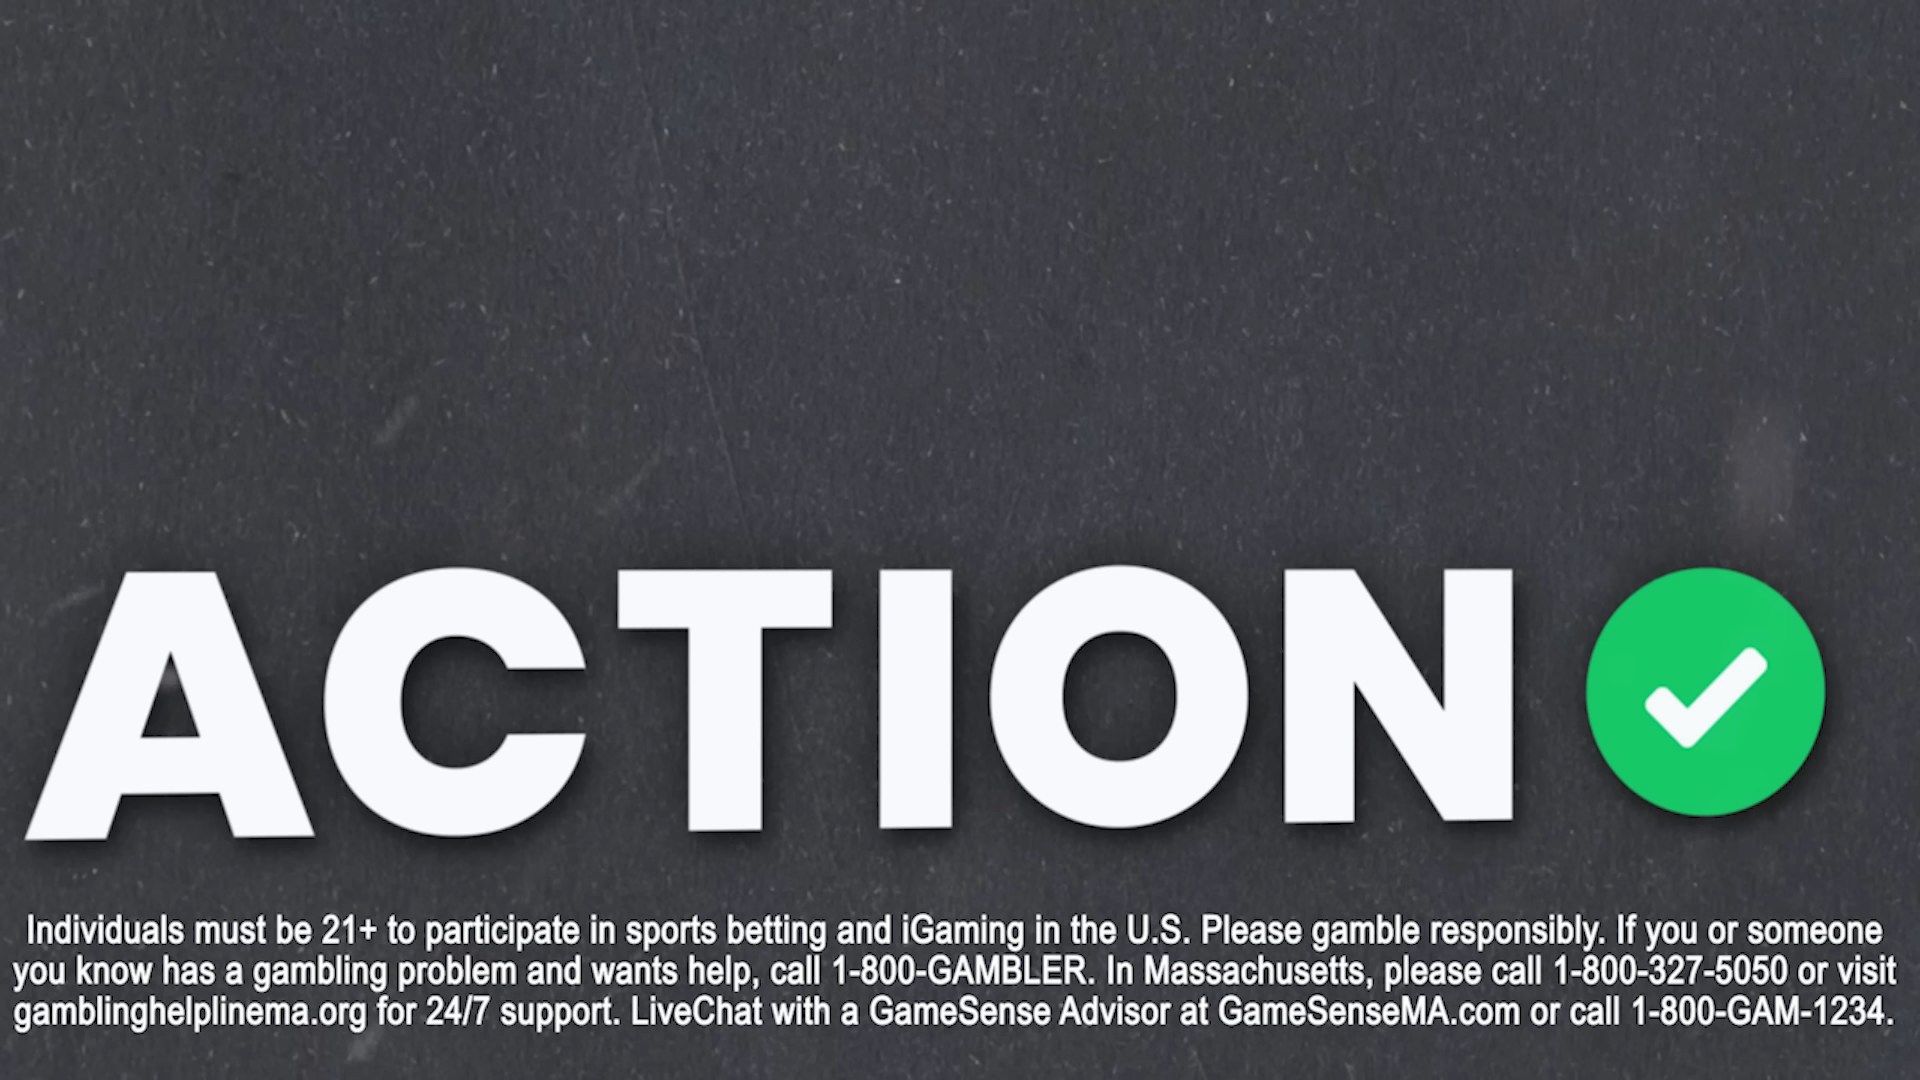 ACTION
Individuals must be 21+ to participate in sports betting and iGaming in the U.S. Please gamble responsibly. If you or someone
you know has a gambling problem and wants help, call 1-800-GAMBLER. In Massachusetts, please call 1-800-327-5050 or visit
gamblinghelplinema.org for 24/7 support. LiveChat with a GameSense Advisor at GameSenseMA.com or call 1-800-GAM-1234.